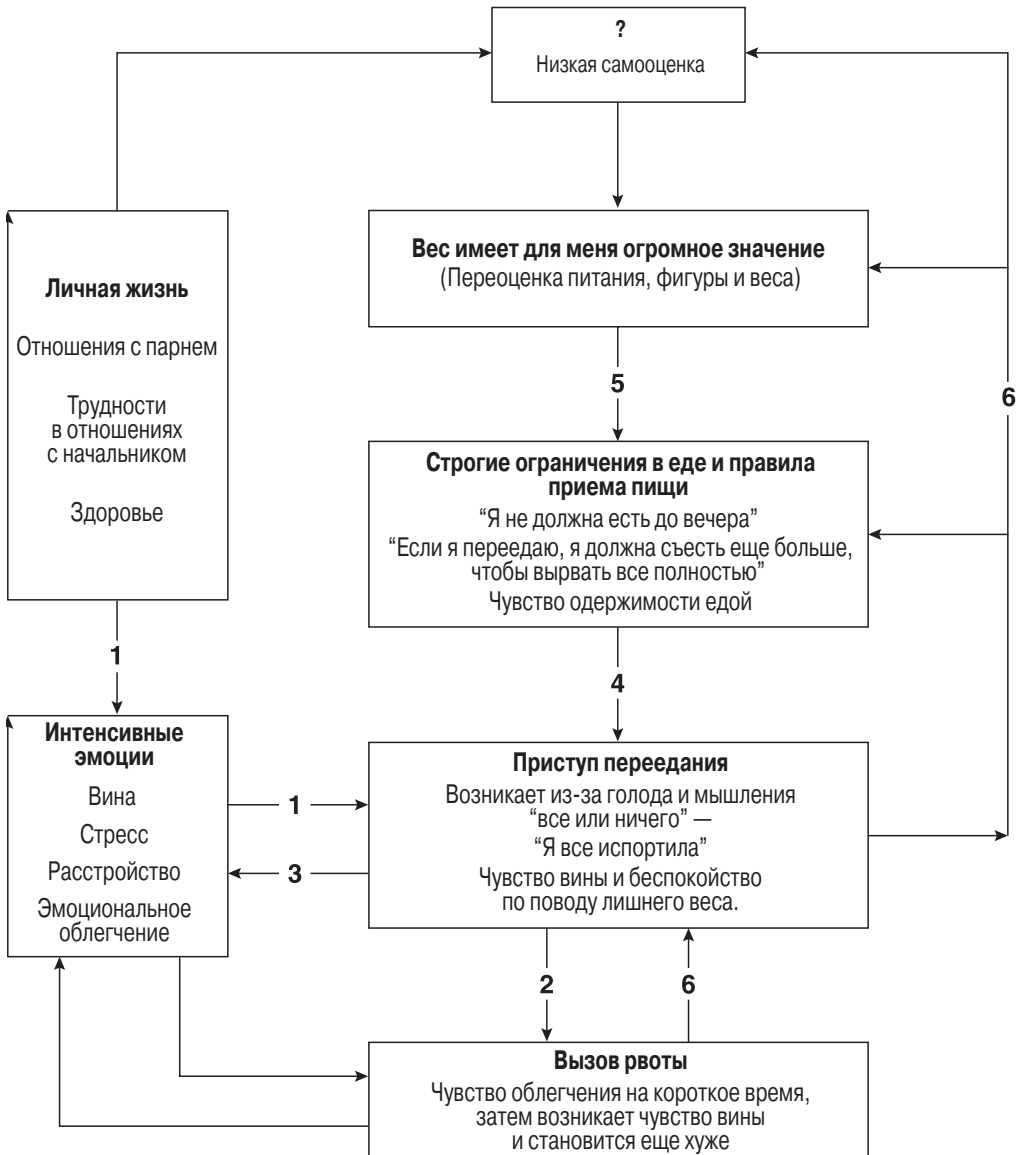 ?
Низкая самооценка
Вес имеет для меня огромное значение
(Переоценка питания, фигуры и веса)
Личная жизнь
Отношения с парнем
Трудности
в отношениях
с начальником
Здоровье
5
6
Строгие ограничения в еде и правила
приема пищи
“Я не должна есть до вечера”
“Если я переедаю, я должна съесть еще больше,
чтобы вырвать все полностью”
Чувство одержимости едой
1
4
Интенсивные
эмоции
Вина
Стресс
Расстройство
Эмоциональное
облегчение
1
3
Приступ переедания
Возникает из-за голода и мышления
“все или ничего” —
“Я все испортила”
Чувство вины и беспокойство
по поводу лишнего веса.
2
6
Вызов рвоты
Чувство облегчения на короткое время,
затем возникает чувство вины
и становится еще хуже